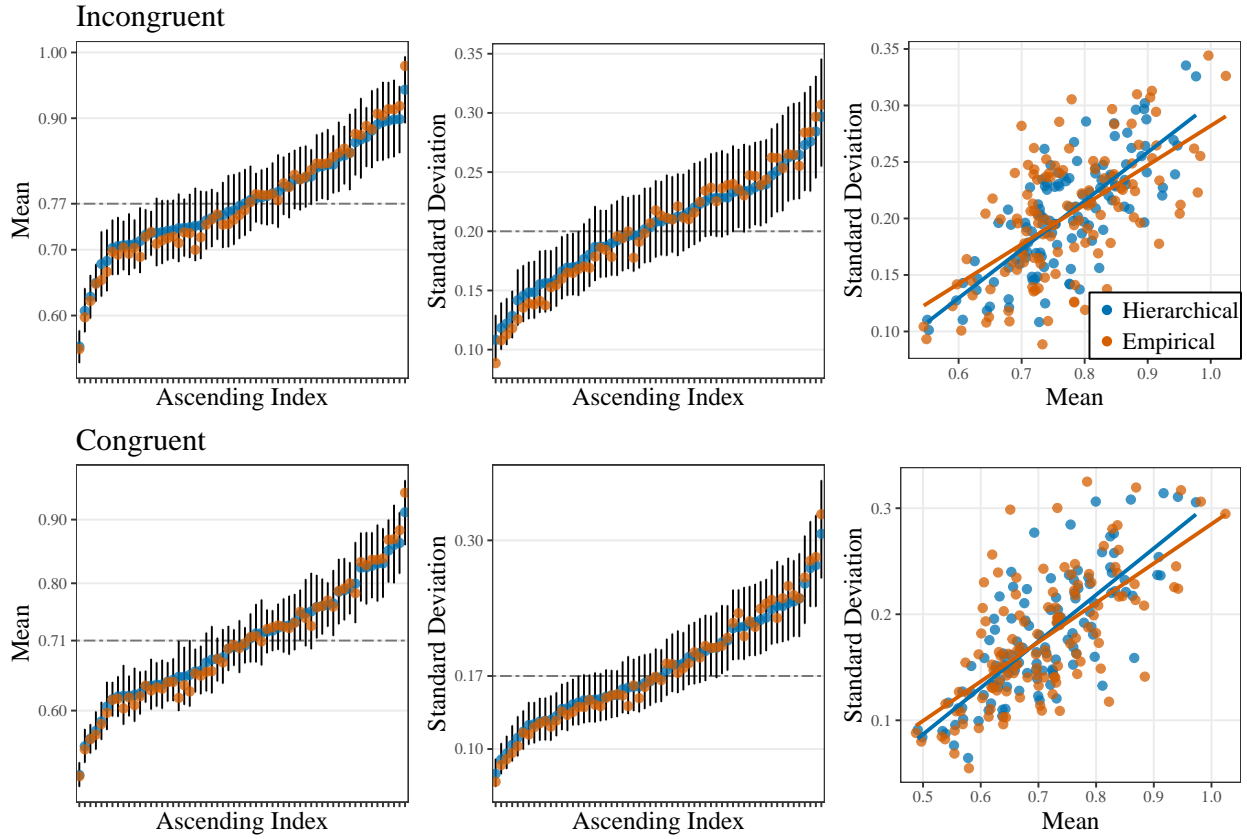 Incongruent
Mean
1.00
0.90
0.77
0.70
0.60
Ascending Index
Standard Deviation
0.35
0.30
0.25
0.20
0.15
0.10
Ascending Index
Standard Deviation
0.35
0.30
0.25
0.20
0.15
0.10
0.6 0.7 0.8 0.9 1.0
Mean
Hierarchical
Empirical
Congruent
Mean
0.90
0.80
0.71
0.60
Ascending Index
Standard Deviation
0.30
0.17
0.10
Ascending Index
Standard Deviation
0.3
0.2
0.1
0.5 0.6 0.7 0.8 0.9 1.0
Mean